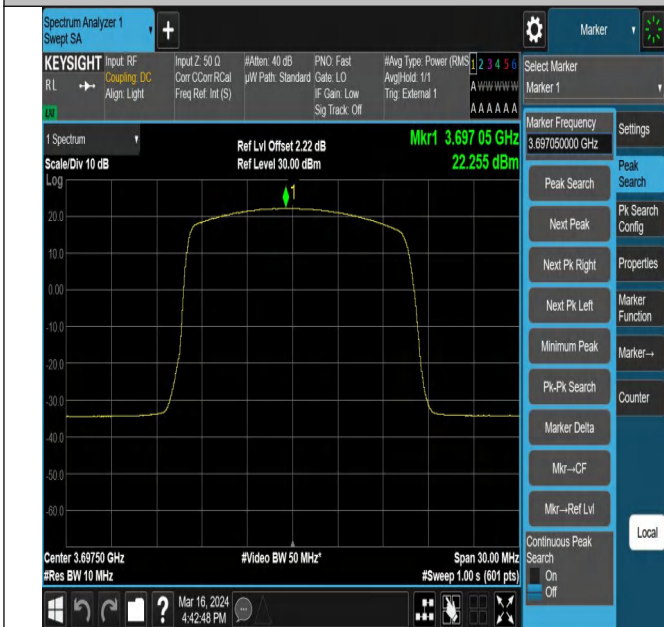 Spectrum Analyzer 1
Swept SA
+
Marker
KEYSIGHT
RL
LXI
Input: RF
Coupling: DC
Align: Light
Input Z: 50 Ω
Corr CCorr RCal
Freq Ref: Int (S)
#Atten: 40 dB
µW Path: Standard
PNO: Fast
Gate: LO
IF Gain: Low
Sig Track: Off
#Avg Type: Power (RMS
Avg|Hold: 1/1
Trig: External 1
1 2 3 4 5 6
A W W W W W
A A A A A A
1 Spectrum
Scale/Div 10 dB
Log
Ref Lvl Offset 2.22 dB
Ref Level 30.00 dBm
Mkr1 3.697 05 GHz
22.255 dBm
1
20.0
10.0
0.00
-10.0
-20.0
-30.0
-40.0
-50.0
-60.0
Center 3.69750 GHz
#Res BW 10 MHz
#Video BW 50 MHz*
Span 30.00 MHz
#Sweep 1.00 s (601 pts)
Select Marker
Marker 1
Marker Frequency
3.697050000 GHz
Peak Search
Next Peak
Next Pk Right
Next Pk Left
Minimum Peak
Pk-Pk Search
Marker Delta
Mkr→CF
Mkr→Ref Lvl
Continuous Peak
Search
On
Off
Settings
Peak
Search
Pk Search
Config
Properties
Marker
Function
Marker→
Counter
Local
?
Mar 16, 2024
4:42:48 PM